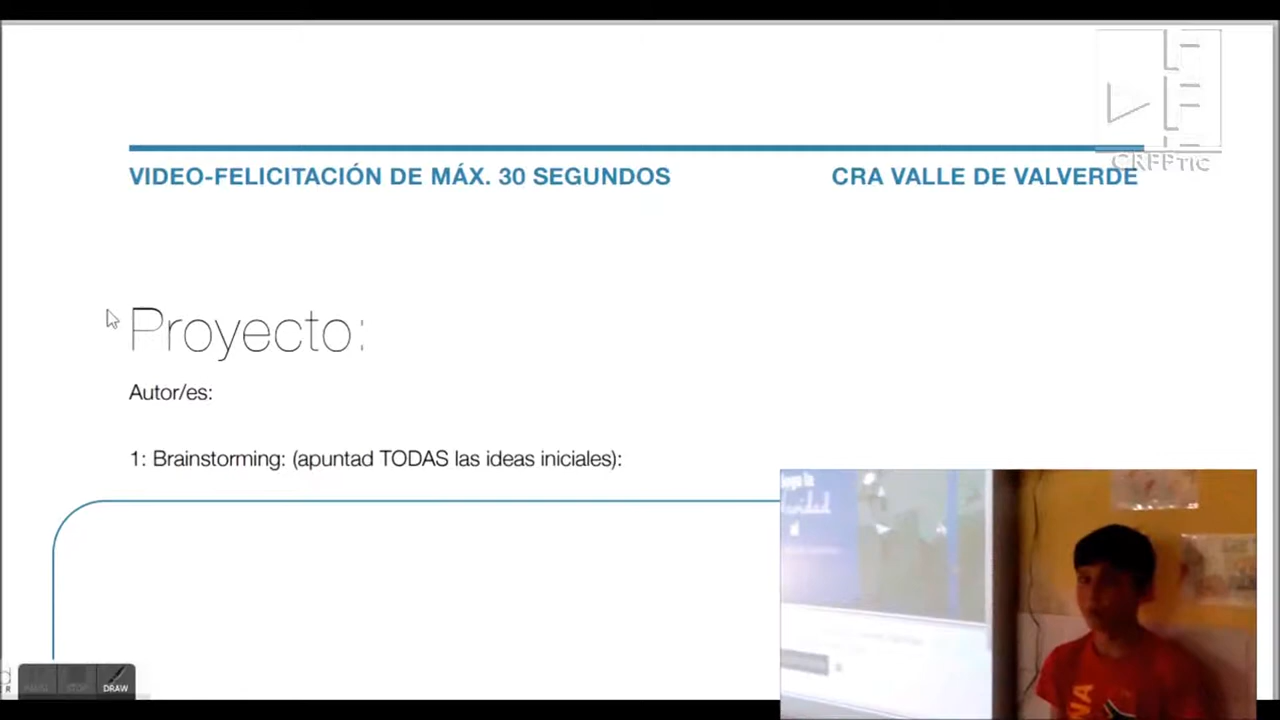 VIDEO-FELICITACIÓN DE MÁX. 30 SEGUNDOS
CRA VALLE DE VALVERDE
CRFPTIC
Proyecto:
Autor/es:
1: Brainstorming: (apuntad TODAS las ideas iniciales):
DRAW
STOP